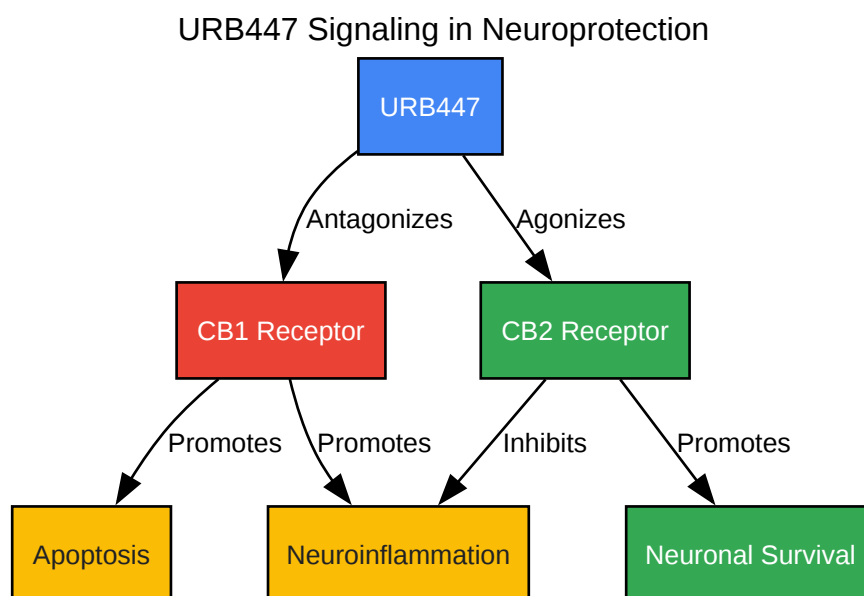 URB447 Signaling in Neuroprotection
URB447
Antagonizes
Agonizes
CB1 Receptor
CB2 Receptor
Promotes
Promotes
Inhibits
Promotes
Apoptosis
Neuroinflammation
Neuronal Survival